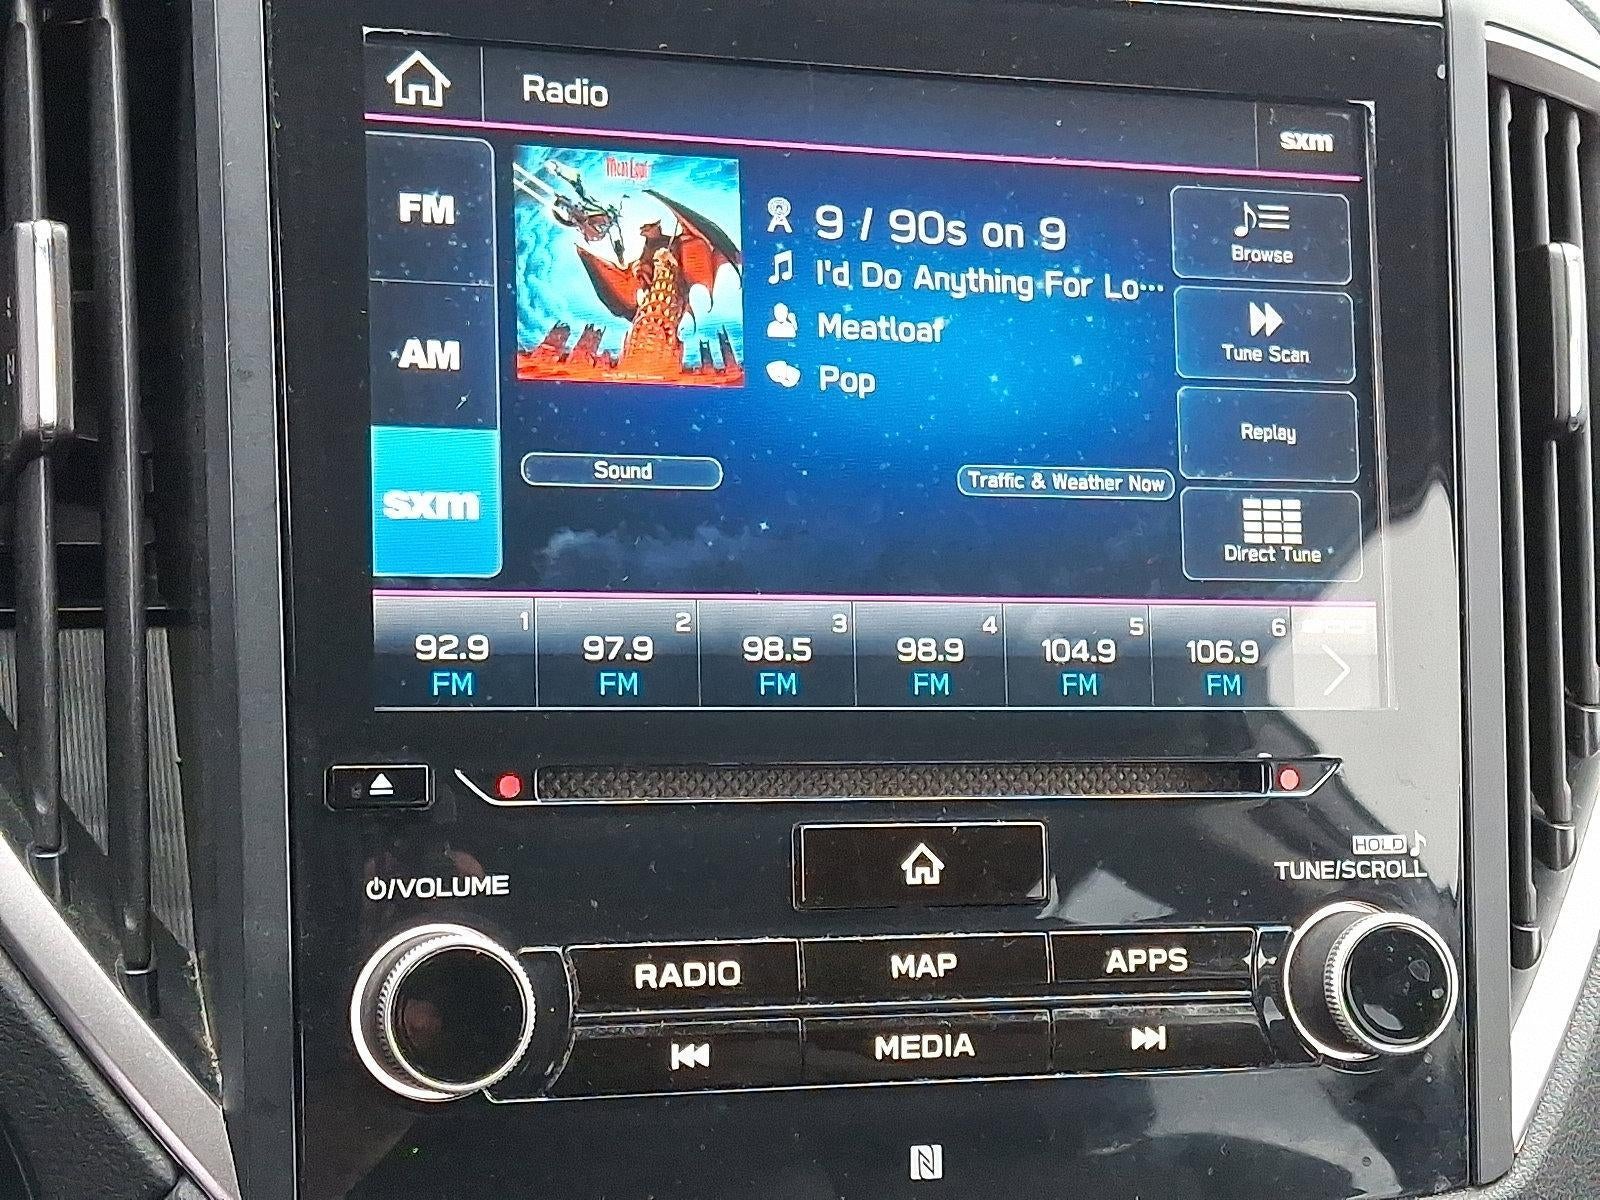 Radio
sxm
FM
AM
sxm
Meat Loaf
9 / 90s on 9
I'd Do Anything For Lo...
Meatloaf
Pop
Browse
Tune Scan
Replay
Direct Tune
Sound
Traffic & Weather Now
1
92.9
FM
2
97.9
FM
3
98.5
FM
4
98.9
FM
5
104.9
FM
6
106.9
FM
/VOLUME
HOLD
TUNE/SCROLL
RADIO
MAP
APPS
MEDIA
N